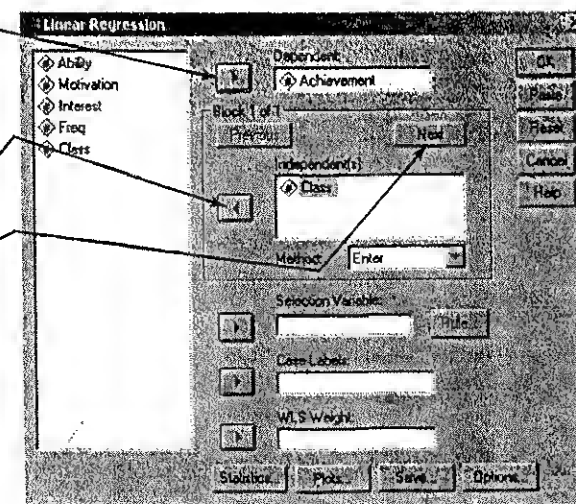 Linear Regression
Ability
Motivation
Interest
Freq
Class
Dependent:
Achievement
Block 1 of 1
Previous
Next
Independent(s):
Class
Method:
Enter
Selection Variable:
Rule...
Case Labels:
WLS Weight:
Statistics...
Plots...
Save...
Options...
OK
Paste
Reset
Cancel
Help